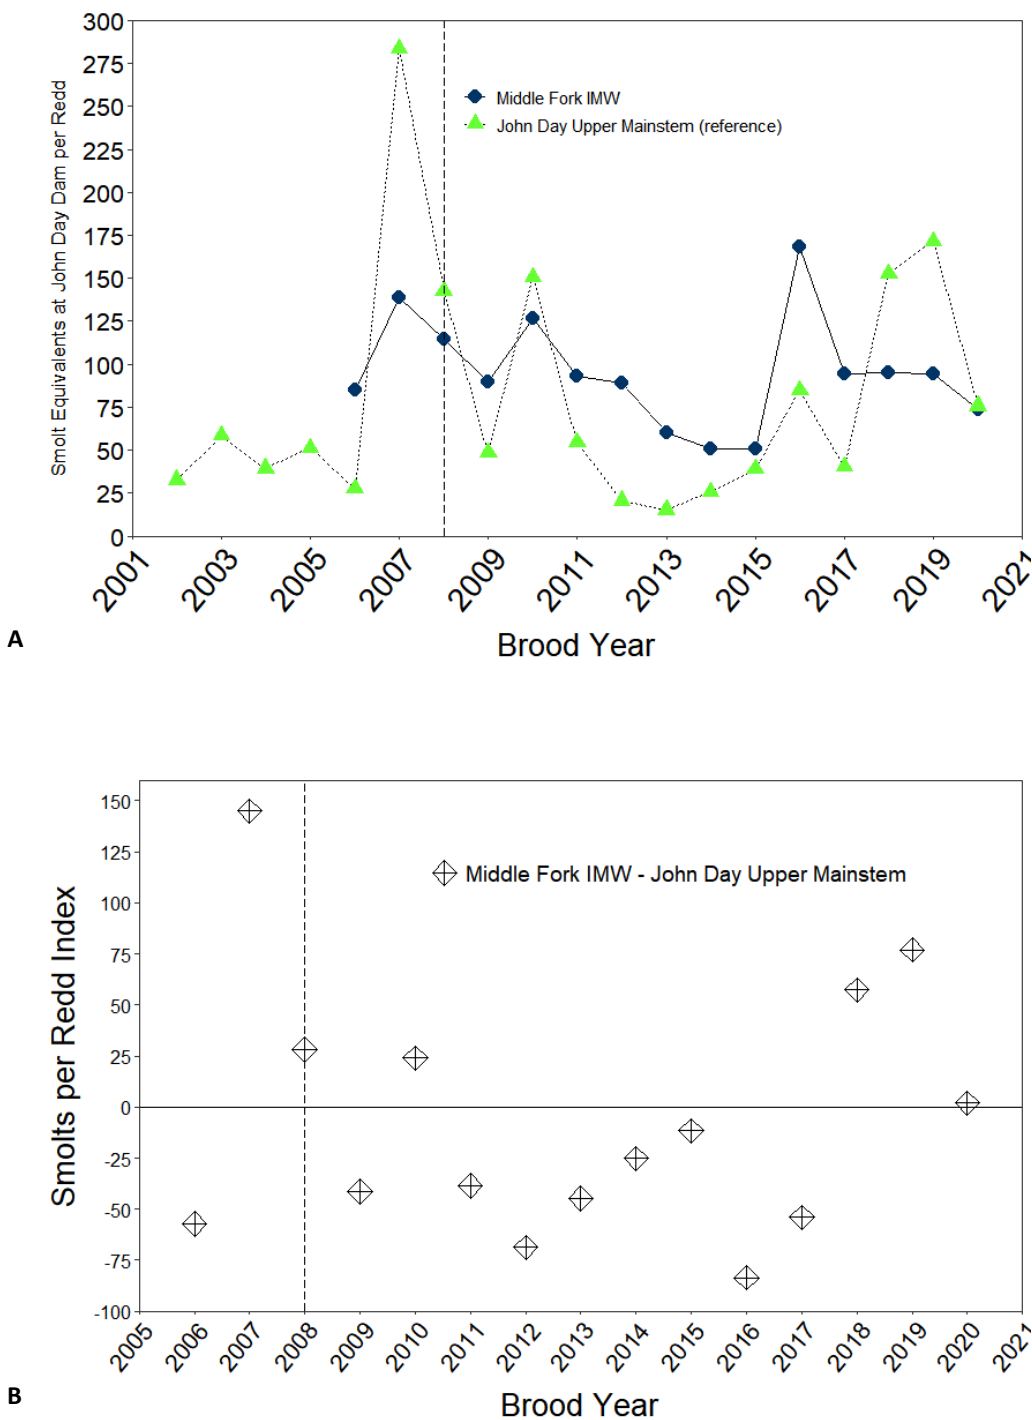 300
275
250
225
200
175
150
125
100
75
50
25
0
Smolt Equivalents at John Day Dam per Redd
Middle Fork IMW
John Day Upper Mainstem (reference)
2001 2003 2005 2007 2009 2011 2013 2015 2017 2019 2021
Brood Year
A
150
125
100
75
50
25
0
-25
-50
-75
-100
Smolts per Redd Index
Middle Fork IMW - John Day Upper Mainstem
2005 2006 2007 2008 2009 2010 2011 2012 2013 2014 2015 2016 2017 2018 2019 2020 2021
Brood Year
B